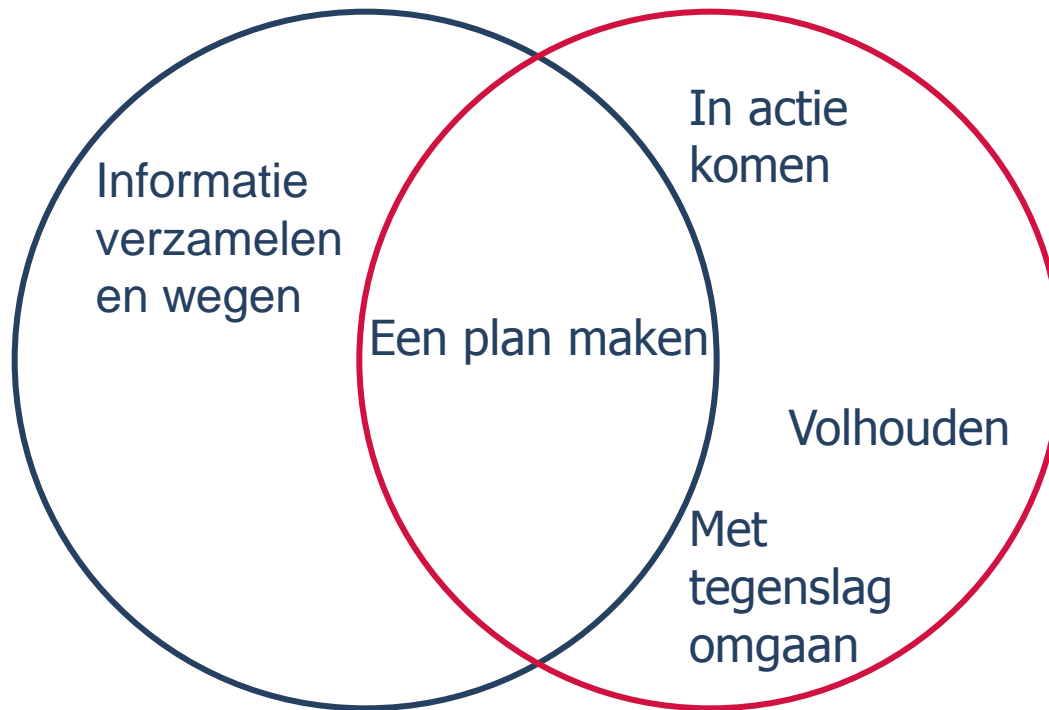 Informatie
verzamelen
en wegen
Een plan maken
In actie
komen
Volhouden
Met
tegenslag
omgaan